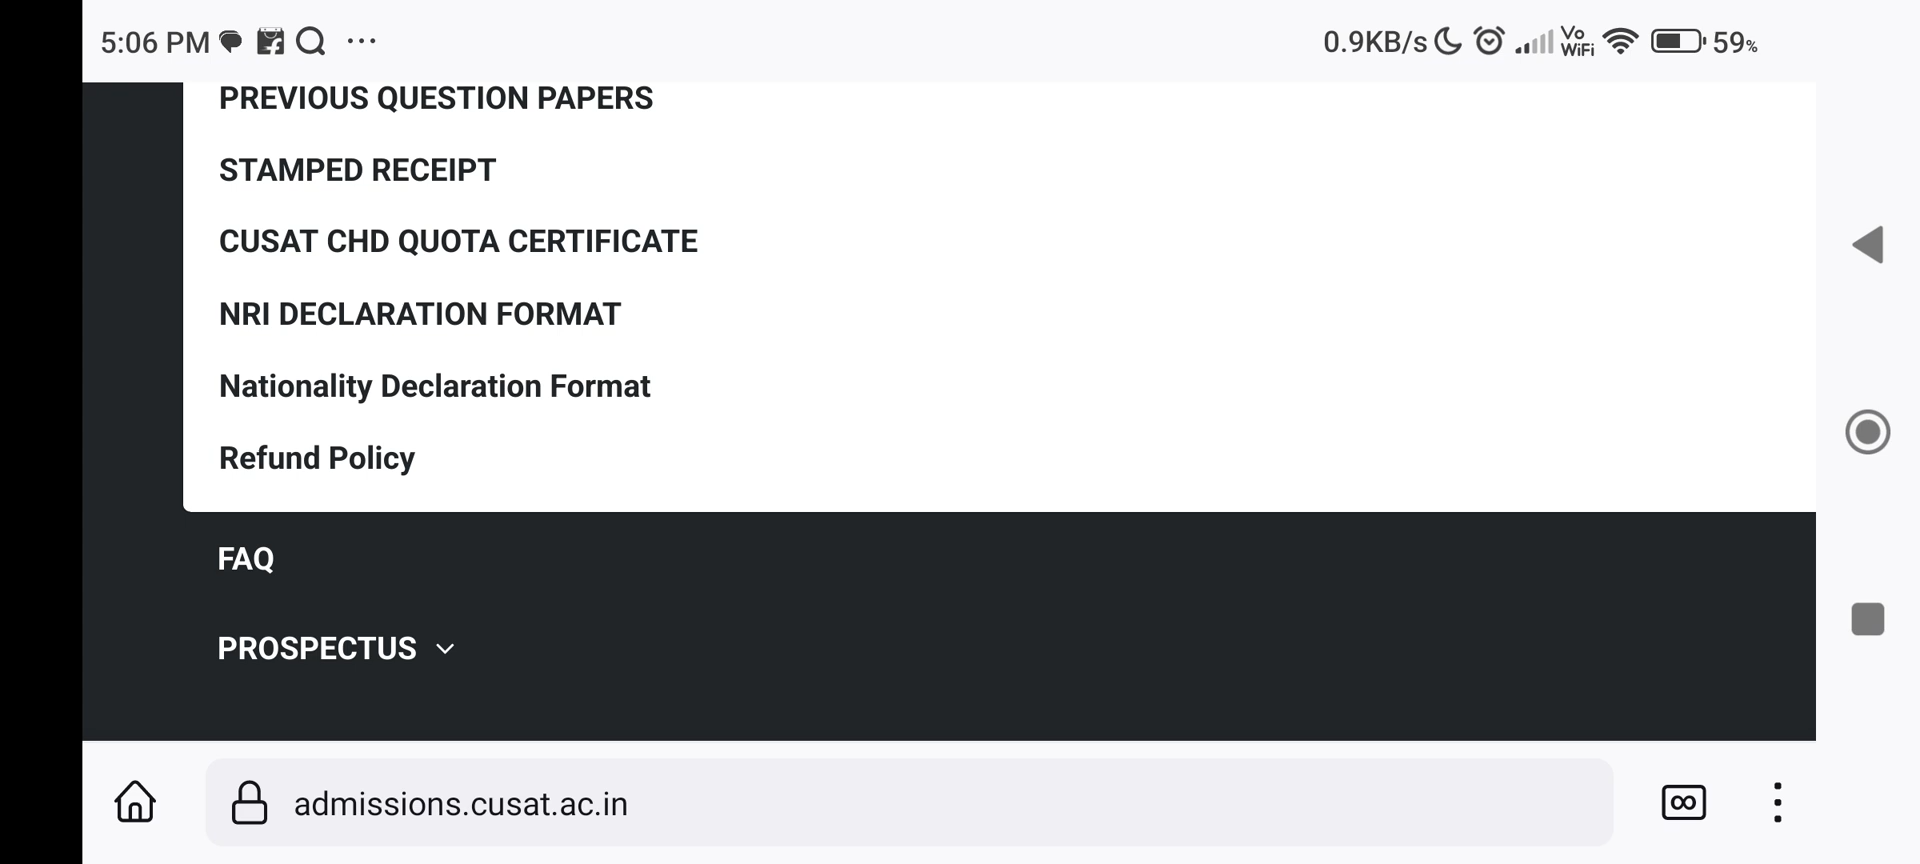 5:06 PM ... 0.9KB/s Vo WiFi 59%
PREVIOUS QUESTION PAPERS
STAMPED RECEIPT
CUSAT CHD QUOTA CERTIFICATE
NRI DECLARATION FORMAT
Nationality Declaration Format
Refund Policy
FAQ
PROSPECTUS
admissions.cusat.ac.in
∞